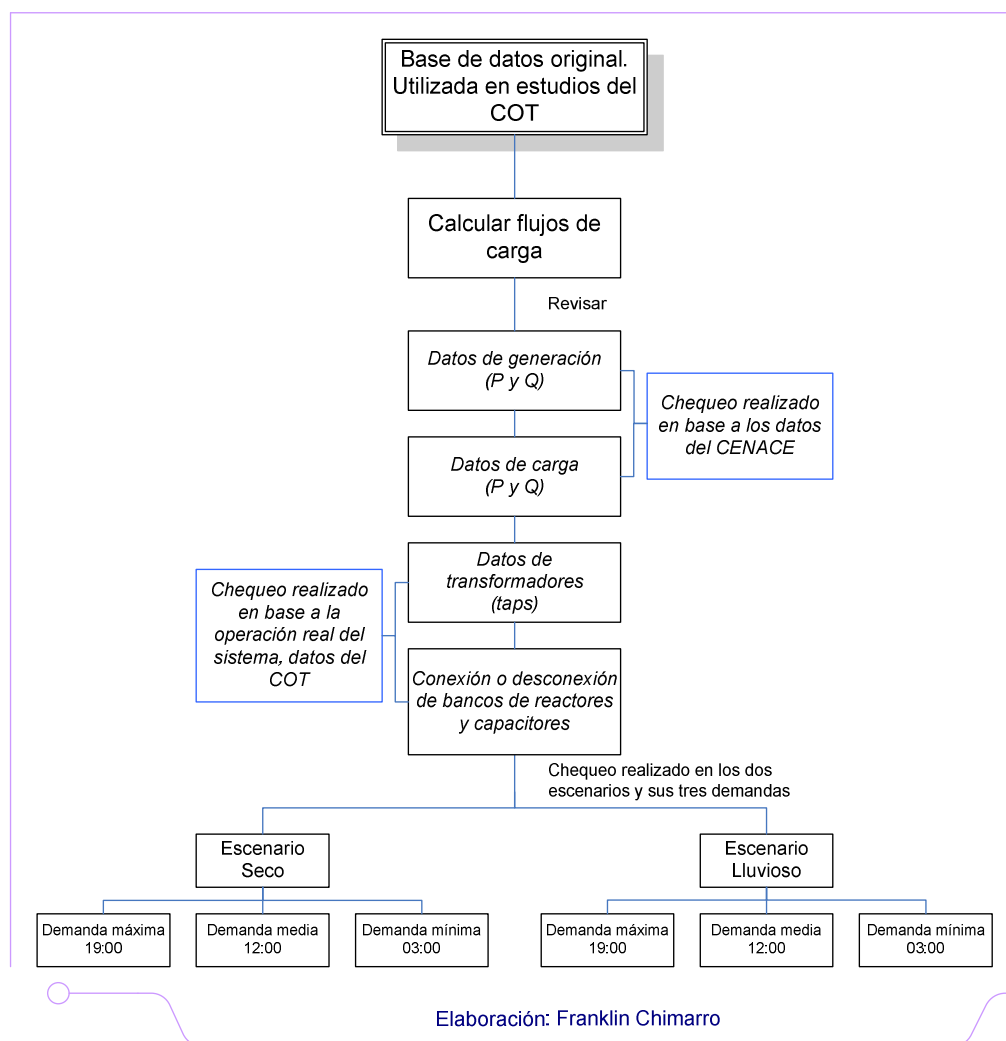 Base de datos original.
Utilizada en estudios del
COT
Calcular flujos de
carga
Revisar
Datos de generación
(P y Q)
Chequeo realizado
en base a los datos
del CENACE
Datos de carga
(P y Q)
Datos de
transformadores
(taps)
Chequeo realizado
en base a la
operación real del
sistema, datos del
COT
Conexión o desconexión
de bancos de reactores
y capacitores
Chequeo realizado en los dos
escenarios y sus tres demandas
Escenario
Seco
Escenario
Lluvioso
Demanda máxima
19:00
Demanda media
12:00
Demanda mínima
03:00
Demanda máxima
19:00
Demanda media
12:00
Demanda mínima
03:00
Elaboración: Franklin Chimarro